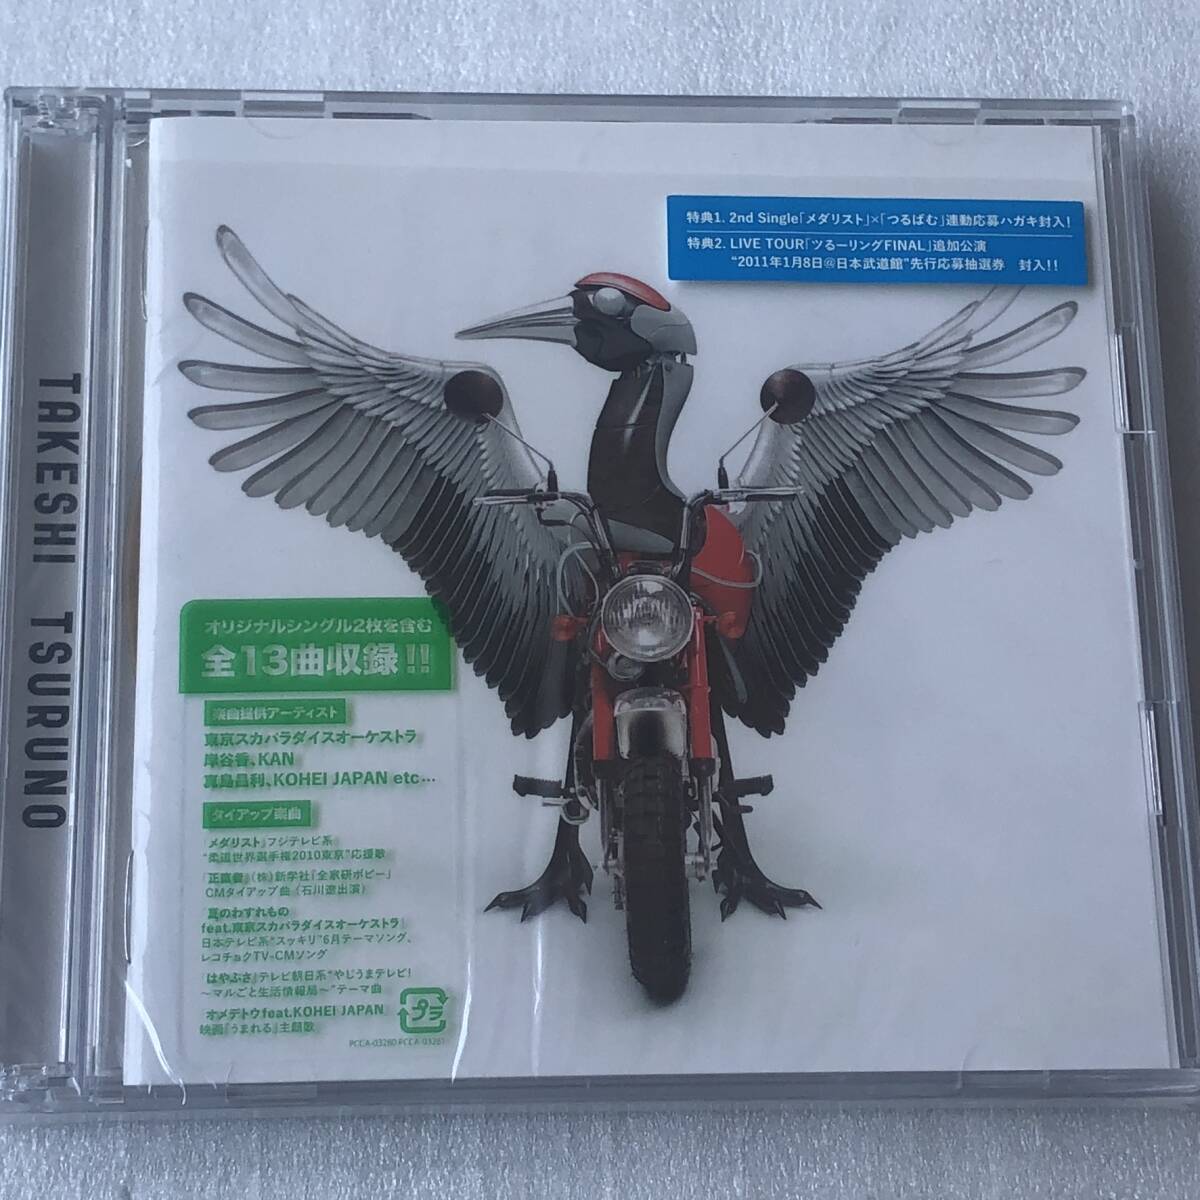 TAKESHI TSURUNO
特典1. 2nd Single「メダリスト」×「つるばむ」連動応募ハガキ封入!
特典2. LIVE TOUR「ツるーリングFINAL」追加公演
“2011年1月8日@日本武道館”先行応募抽選券 封入!!
オリジナルシングル2枚を含む
全13曲収録!!
楽曲提供アーティスト
東京スカパラダイスオーケストラ
岸谷香、KAN
真島昌利、KOHEI JAPAN etc…
タイアップ楽曲
「メダリスト」フジテレビ系
“柔道世界選手権2010東京”応援歌
「正直者」(株)新学社「全家研ポピー」
CMタイアップ曲(石川遼出演)
「夏のわすれもの
feat.東京スカパラダイスオーケストラ」
日本テレビ系“スッキリ”6月テーマソング、
レコチョクTV-CMソング
「はやぶさ」テレビ朝日系“やじうまテレビ!
〜マルごと生活情報局〜”テーマ曲
「オメデトウfeat.KOHEI JAPAN」
映画『うまれる』主題歌
プラ
PCCA-03280 PCCA-03281